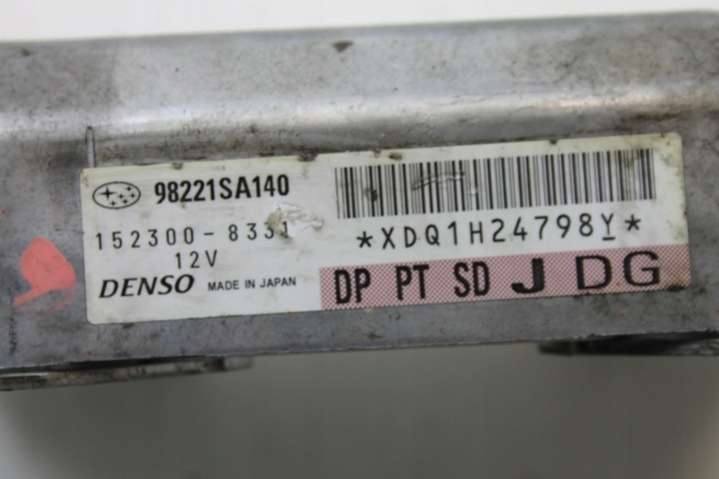 98221SA140
152300-8331
12V
DENSO MADE IN JAPAN
*XDQ1H24798Y*
DP PT SD J DG